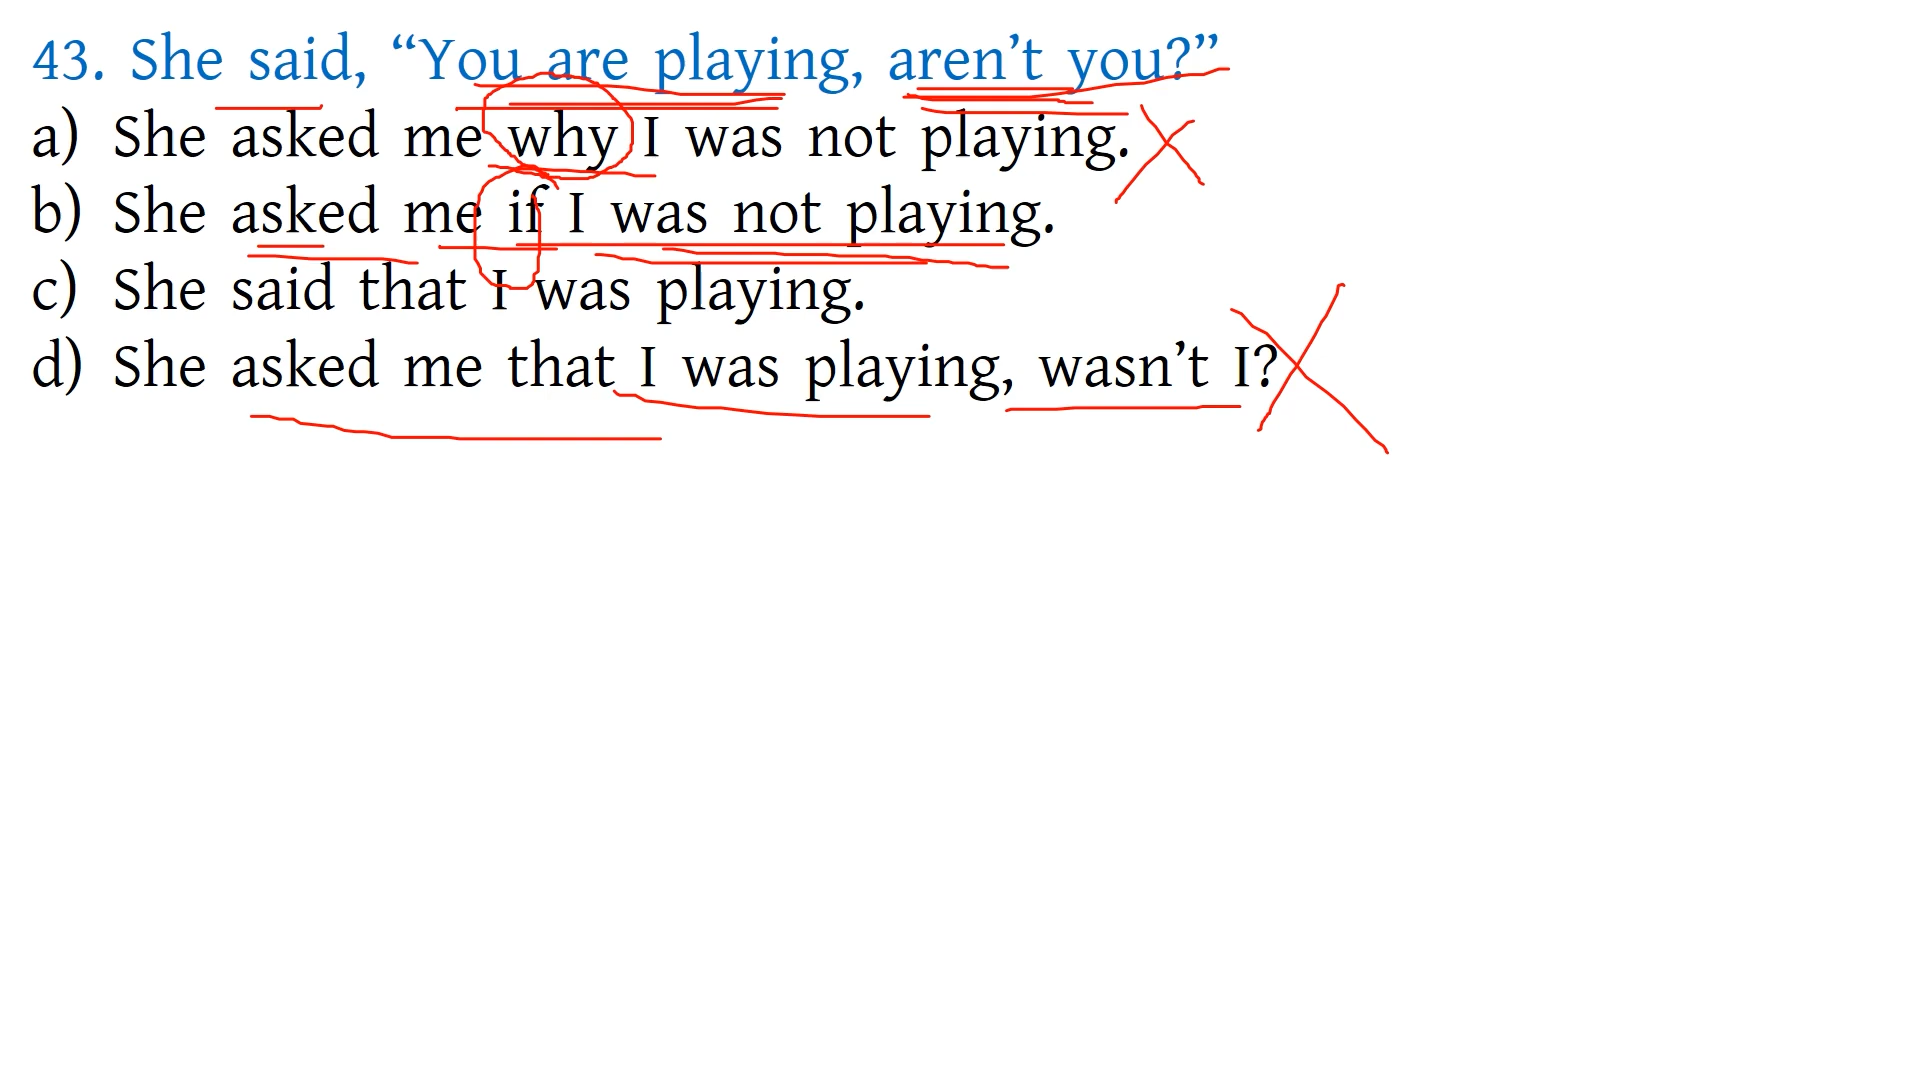 43. She said, “You are playing, aren’t you?”
a) She asked me why I was not playing.
b) She asked me if I was not playing.
c) She said that I was playing.
d) She asked me that I was playing, wasn’t I?